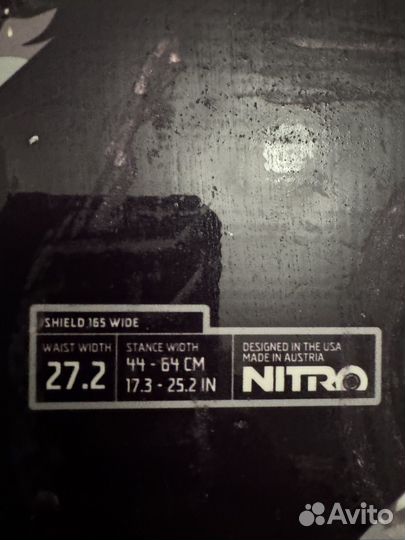 SHIELD 165 WIDE
WAIST WIDTH
27.2
STANCE WIDTH
44 - 64 CM
17.3 - 25.2 IN
DESIGNED IN THE USA
MADE IN AUSTRIA
NITRO
Avito